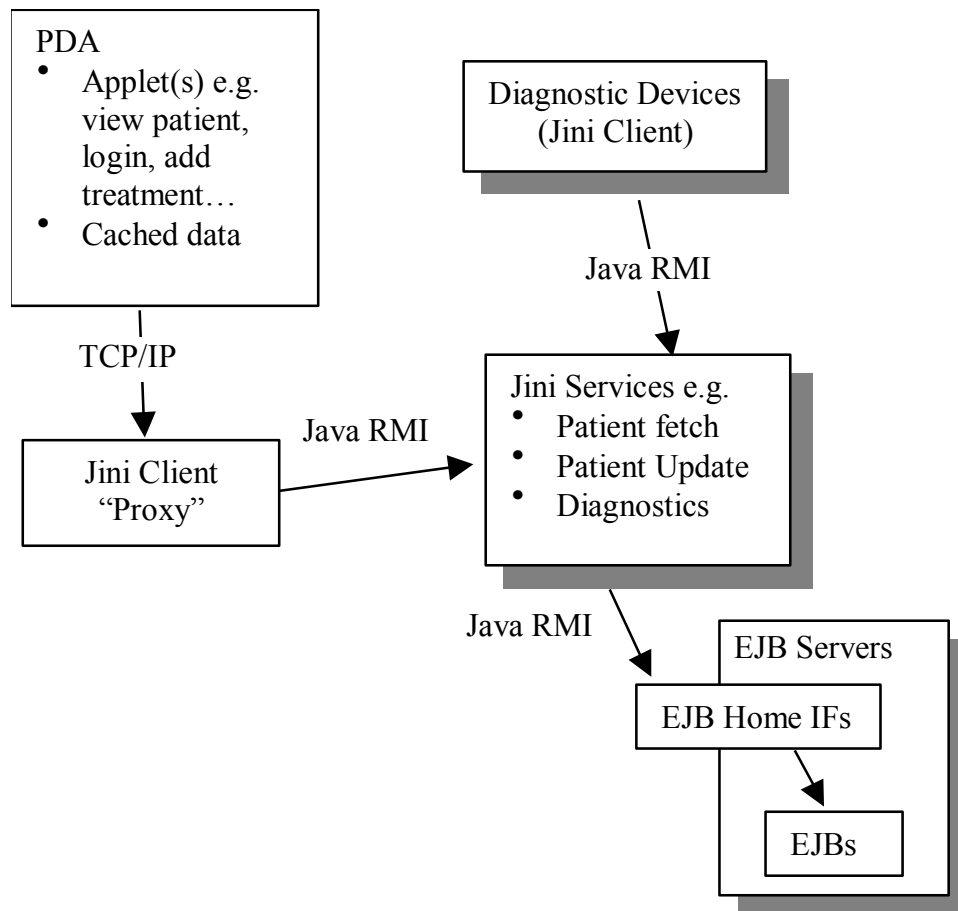 PDA
• Applet(s) e.g.
view patient,
login, add
treatment…
• Cached data
Diagnostic Devices
(Jini Client)
Java RMI
TCP/IP
Jini Services e.g.
• Patient fetch
• Patient Update
• Diagnostics
Java RMI
Jini Client
“Proxy”
Java RMI
EJB Servers
EJB Home IFs
EJBs